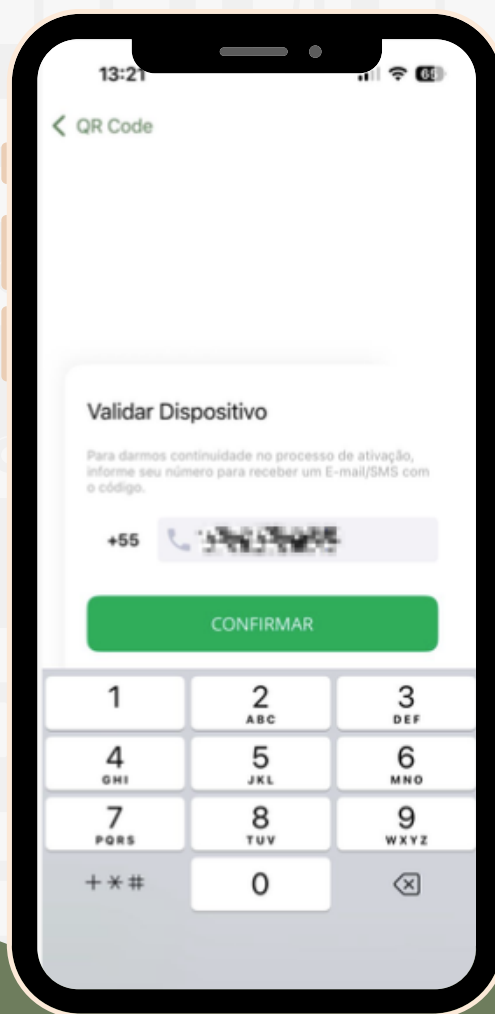 13:21
69
QR Code
Validar Dispositivo
Para darmos continuidade no processo de ativação,
informe seu número para receber um E-mail/SMS com
o código.
+55
CONFIRMAR
1
2
ABC
3
DEF
4
GHI
5
JKL
6
MNO
7
PQRS
8
TUV
9
WXYZ
+*#
0